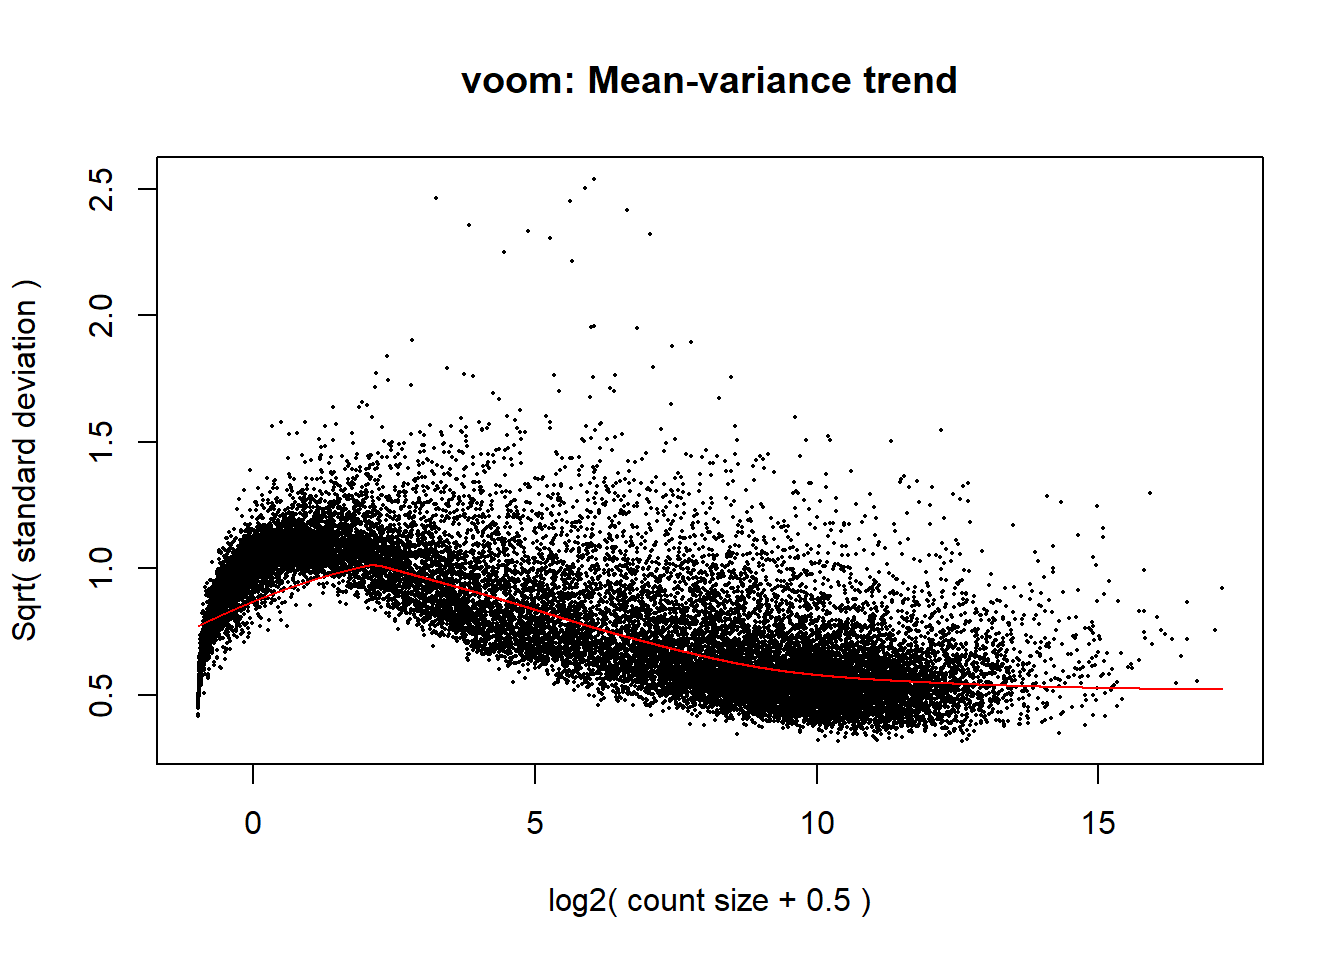 voom: Mean-variance trend
Sqrt( standard deviation )
2.5
2.0
1.5
1.0
0.5
0 5 10 15
log2( count size + 0.5 )